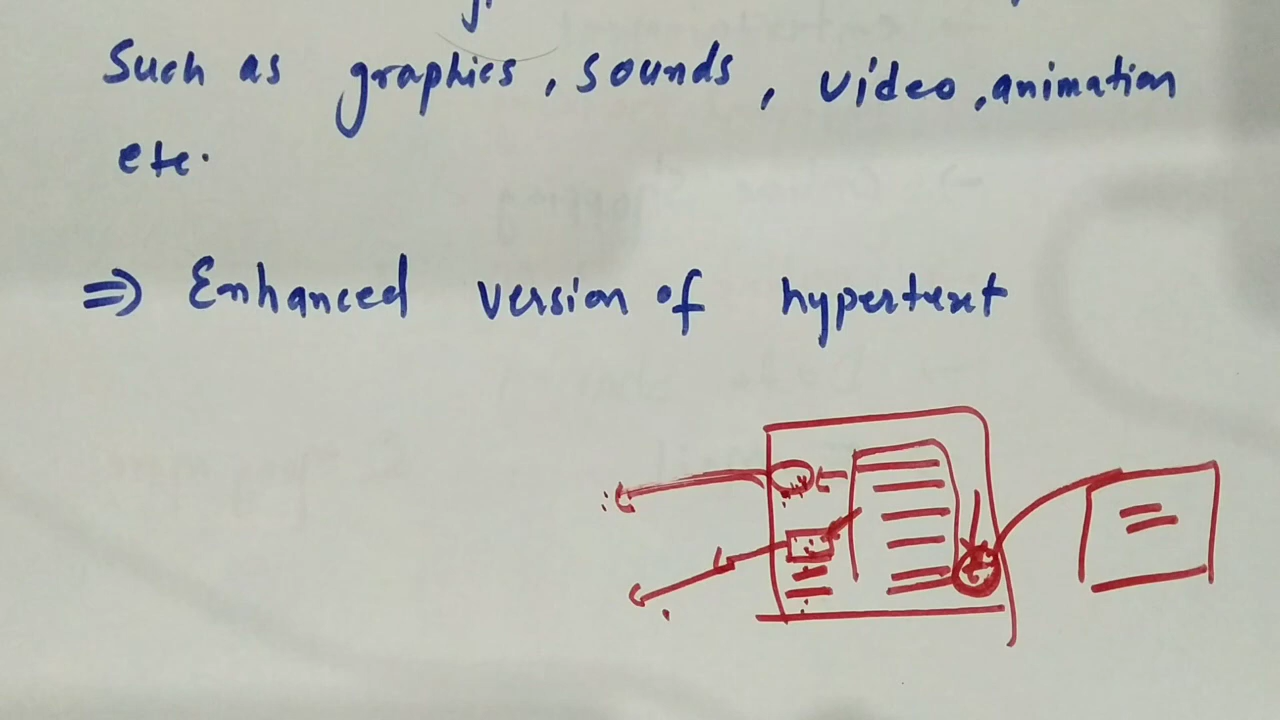 Such as graphics, sounds, video, animation
etc.
⇒ Enhanced version of hypertext